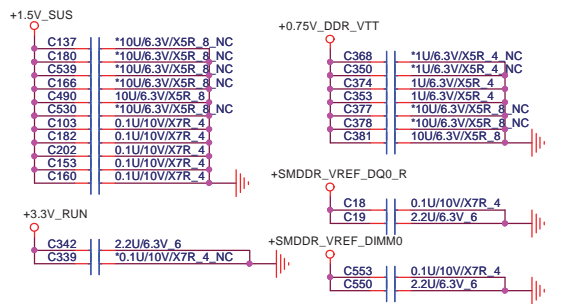 +1.5V_SUS
C137 *10U/6.3V/X5R_8_NC
C180 *10U/6.3V/X5R_8_NC
C539 *10U/6.3V/X5R_8_NC
C166 *10U/6.3V/X5R_8_NC
C490 10U/6.3V/X5R_8
C530 *10U/6.3V/X5R_8_NC
C103 0.1U/10V/X7R_4
C182 0.1U/10V/X7R_4
C202 0.1U/10V/X7R_4
C153 0.1U/10V/X7R_4
C160 0.1U/10V/X7R_4
+3.3V_RUN
C342 2.2U/6.3V_6
C339 *0.1U/10V/X7R_4_NC
+0.75V_DDR_VTT
C368 *1U/6.3V/X5R_4_NC
C350 *1U/6.3V/X5R_4_NC
C374 1U/6.3V/X5R_4
C353 1U/6.3V/X5R_4
C377 *10U/6.3V/X5R_8_NC
C378 *10U/6.3V/X5R_8_NC
C381 10U/6.3V/X5R_8
+SMDDR_VREF_DQ0_R
C18 0.1U/10V/X7R_4
C19 2.2U/6.3V_6
+SMDDR_VREF_DIMM0
C553 0.1U/10V/X7R_4
C550 2.2U/6.3V_6